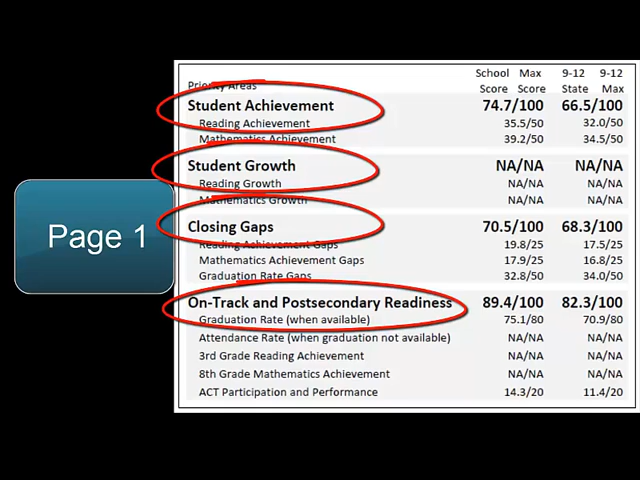 Page 1
School Max 9-12 9-12
Priority Areas Score Score State Max
Student Achievement 74.7/100 66.5/100
Reading Achievement 35.5/50 32.0/50
Mathematics Achievement 39.2/50 34.5/50
Student Growth NA/NA NA/NA
Reading Growth NA/NA NA/NA
Mathematics Growth NA/NA NA/NA
Closing Gaps 70.5/100 68.3/100
Reading Achievement Gaps 19.8/25 17.5/25
Mathematics Achievement Gaps 17.9/25 16.8/25
Graduation Rate Gaps 32.8/50 34.0/50
On-Track and Postsecondary Readiness 89.4/100 82.3/100
Graduation Rate (when available) 75.1/80 70.9/80
Attendance Rate (when graduation not available) NA/NA NA/NA
3rd Grade Reading Achievement NA/NA NA/NA
8th Grade Mathematics Achievement NA/NA NA/NA
ACT Participation and Performance 14.3/20 11.4/20